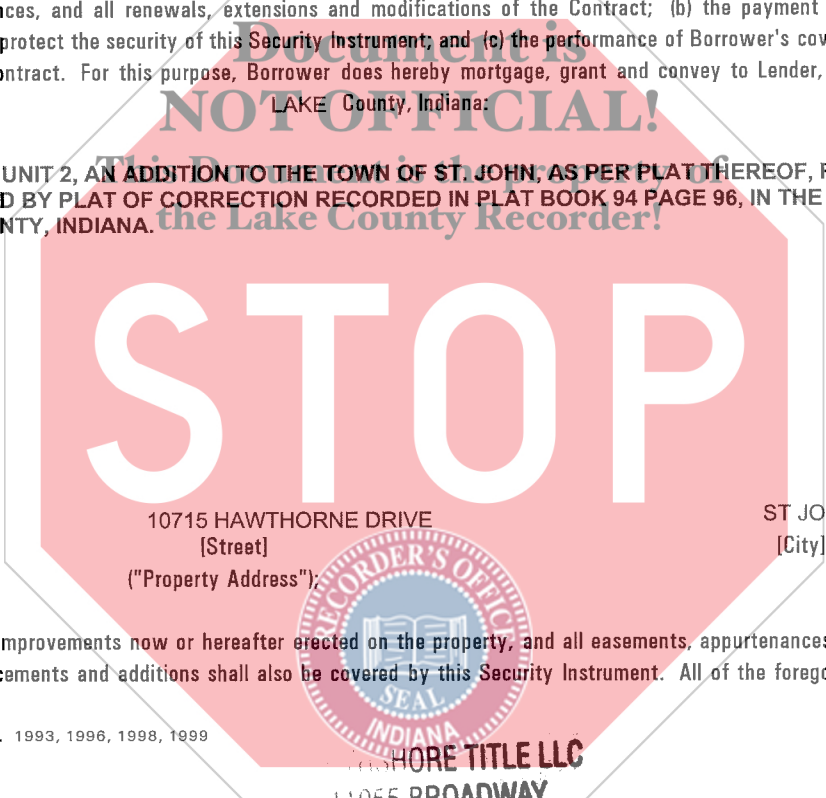 nces, and all renewals, extensions and modifications of the Contract; (b) the payment
Document is
protect the security of this Security Instrument; and (c) the performance of Borrower's cov
ontract. For this purpose, Borrower does hereby mortgage, grant and convey to Lender,
NOT OFFICIAL!
LAKE County, Indiana:
This Document is the property of
UNIT 2, AN ADDITION TO THE TOWN OF ST. JOHN, AS PER PLAT THEREOF, R
D BY PLAT OF CORRECTION RECORDED IN PLAT BOOK 94 PAGE 96, IN THE
the Lake County Recorder!
NTY, INDIANA.
STOP
10715 HAWTHORNE DRIVE ST JO
[Street] [City]
("Property Address");
RECORDER'S OFFICE
SEAL
INDIANA
mprovements now or hereafter erected on the property, and all easements, appurtenances
cements and additions shall also be covered by this Security Instrument. All of the forego
. 1993, 1996, 1998, 1999
SHORE TITLE LLC
BROADWAY